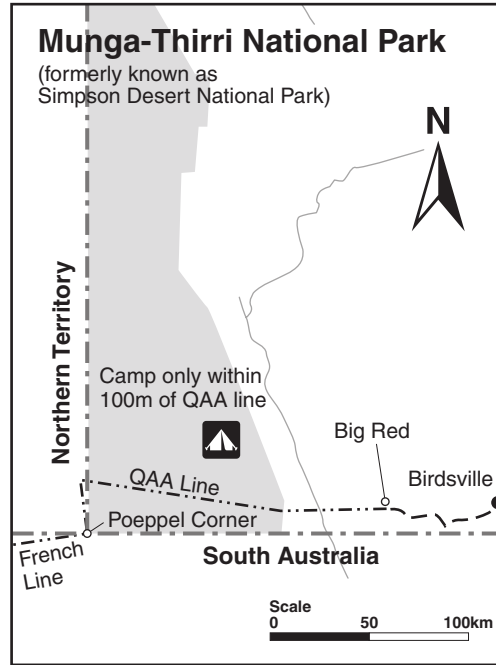 Munga-Thirri National Park
(formerly known as
Simpson Desert National Park)
N
Northern Territory
Camp only within
100m of QAA line
Big Red
QAA Line
Birdsville
Poeppel Corner
French
Line
South Australia
Scale
0 50 100km